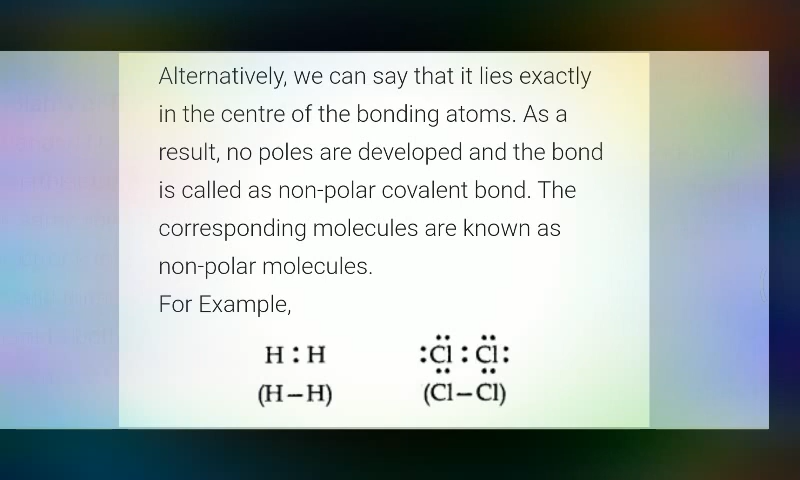 Alternatively, we can say that it lies exactly
in the centre of the bonding atoms. As a
result, no poles are developed and the bond
is called as non-polar covalent bond. The
corresponding molecules are known as
non-polar molecules.
For Example,
H : H :C̈l : C̈l:
(H–H) (Cl–Cl)